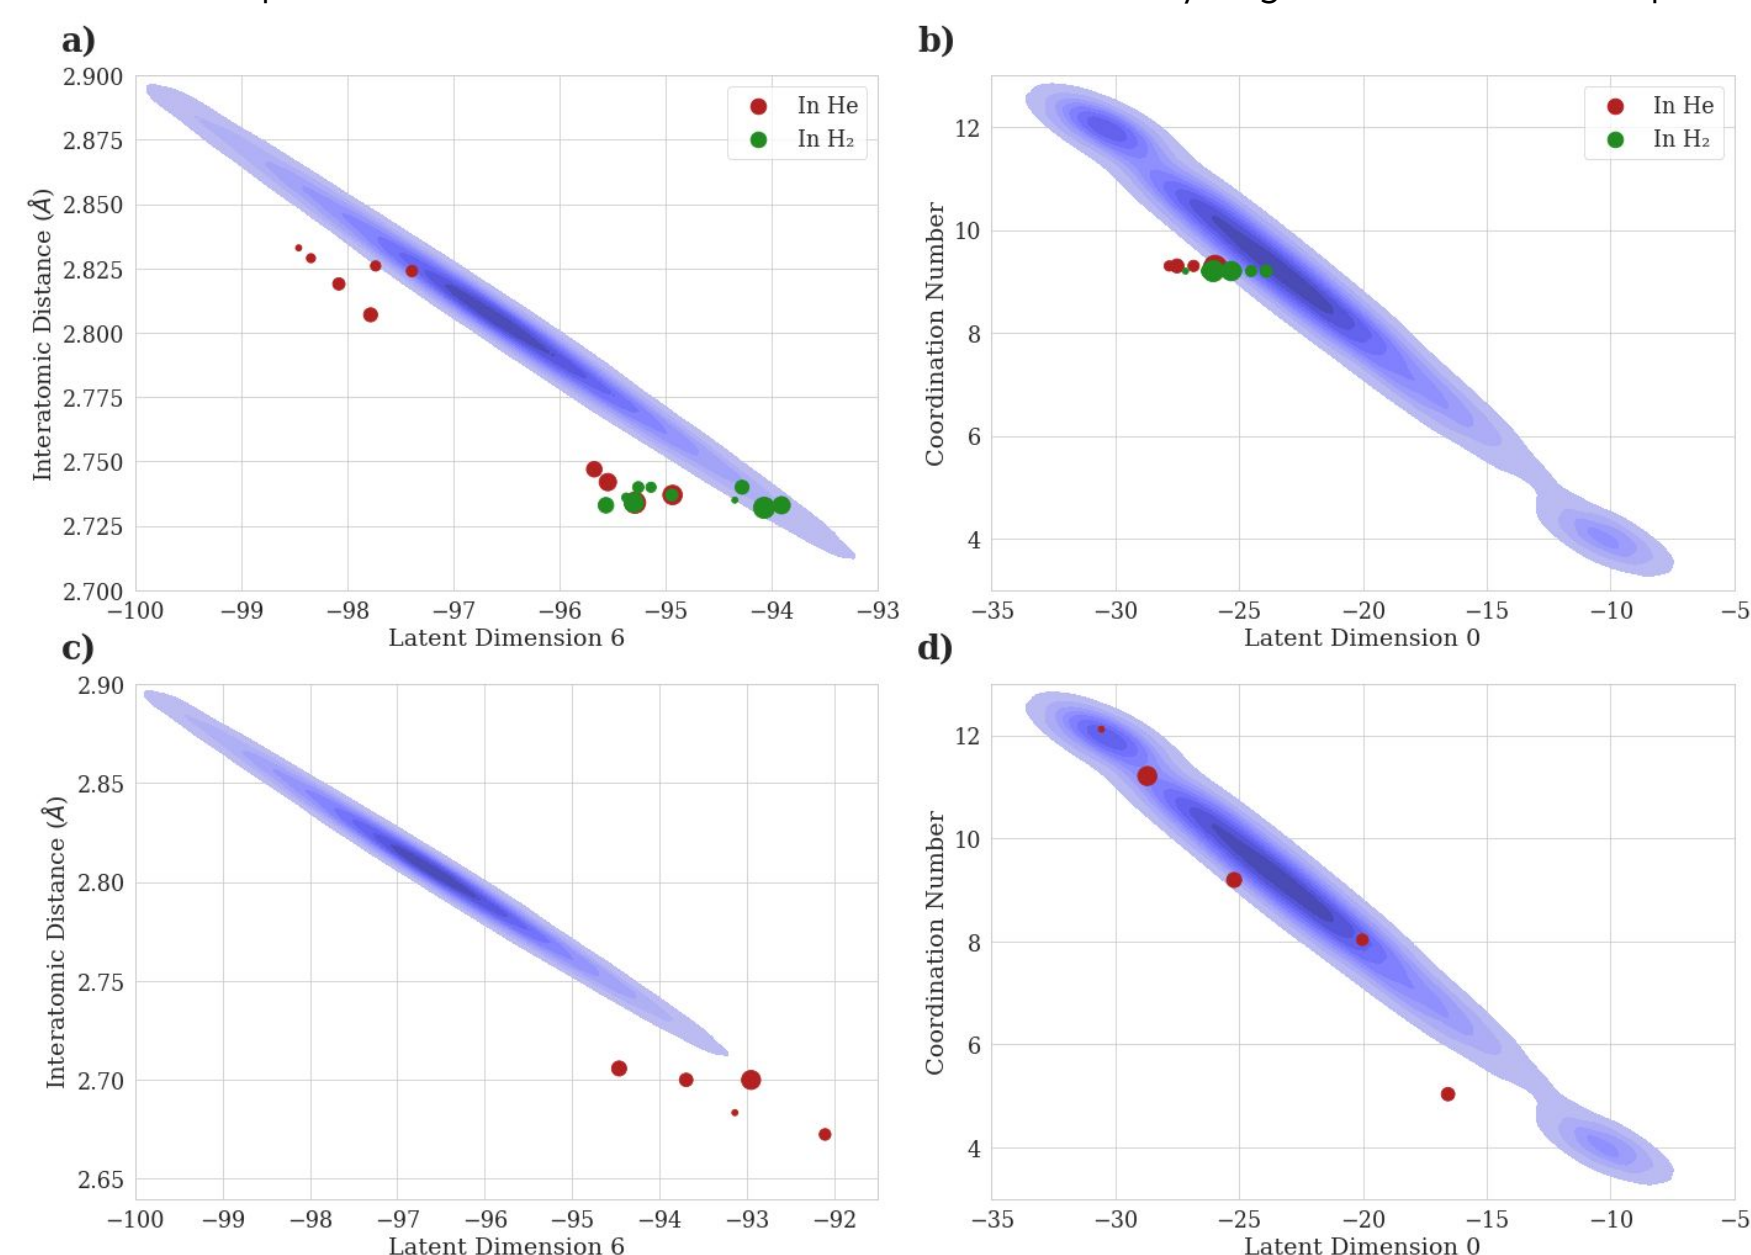 a)
b)
2.900
2.875
2.850
2.825
2.800
2.775
2.750
2.725
2.700
Interatomic Distance (Å)
In He
In H₂
−100 −99 −98 −97 −96 −95 −94 −93
Latent Dimension 6
12
10
8
6
4
Coordination Number
In He
In H₂
−35 −30 −25 −20 −15 −10 −5
Latent Dimension 0
c)
d)
2.90
2.85
2.80
2.75
2.70
2.65
Interatomic Distance (Å)
−100 −99 −98 −97 −96 −95 −94 −93 −92
Latent Dimension 6
12
10
8
6
4
Coordination Number
−35 −30 −25 −20 −15 −10 −5
Latent Dimension 0